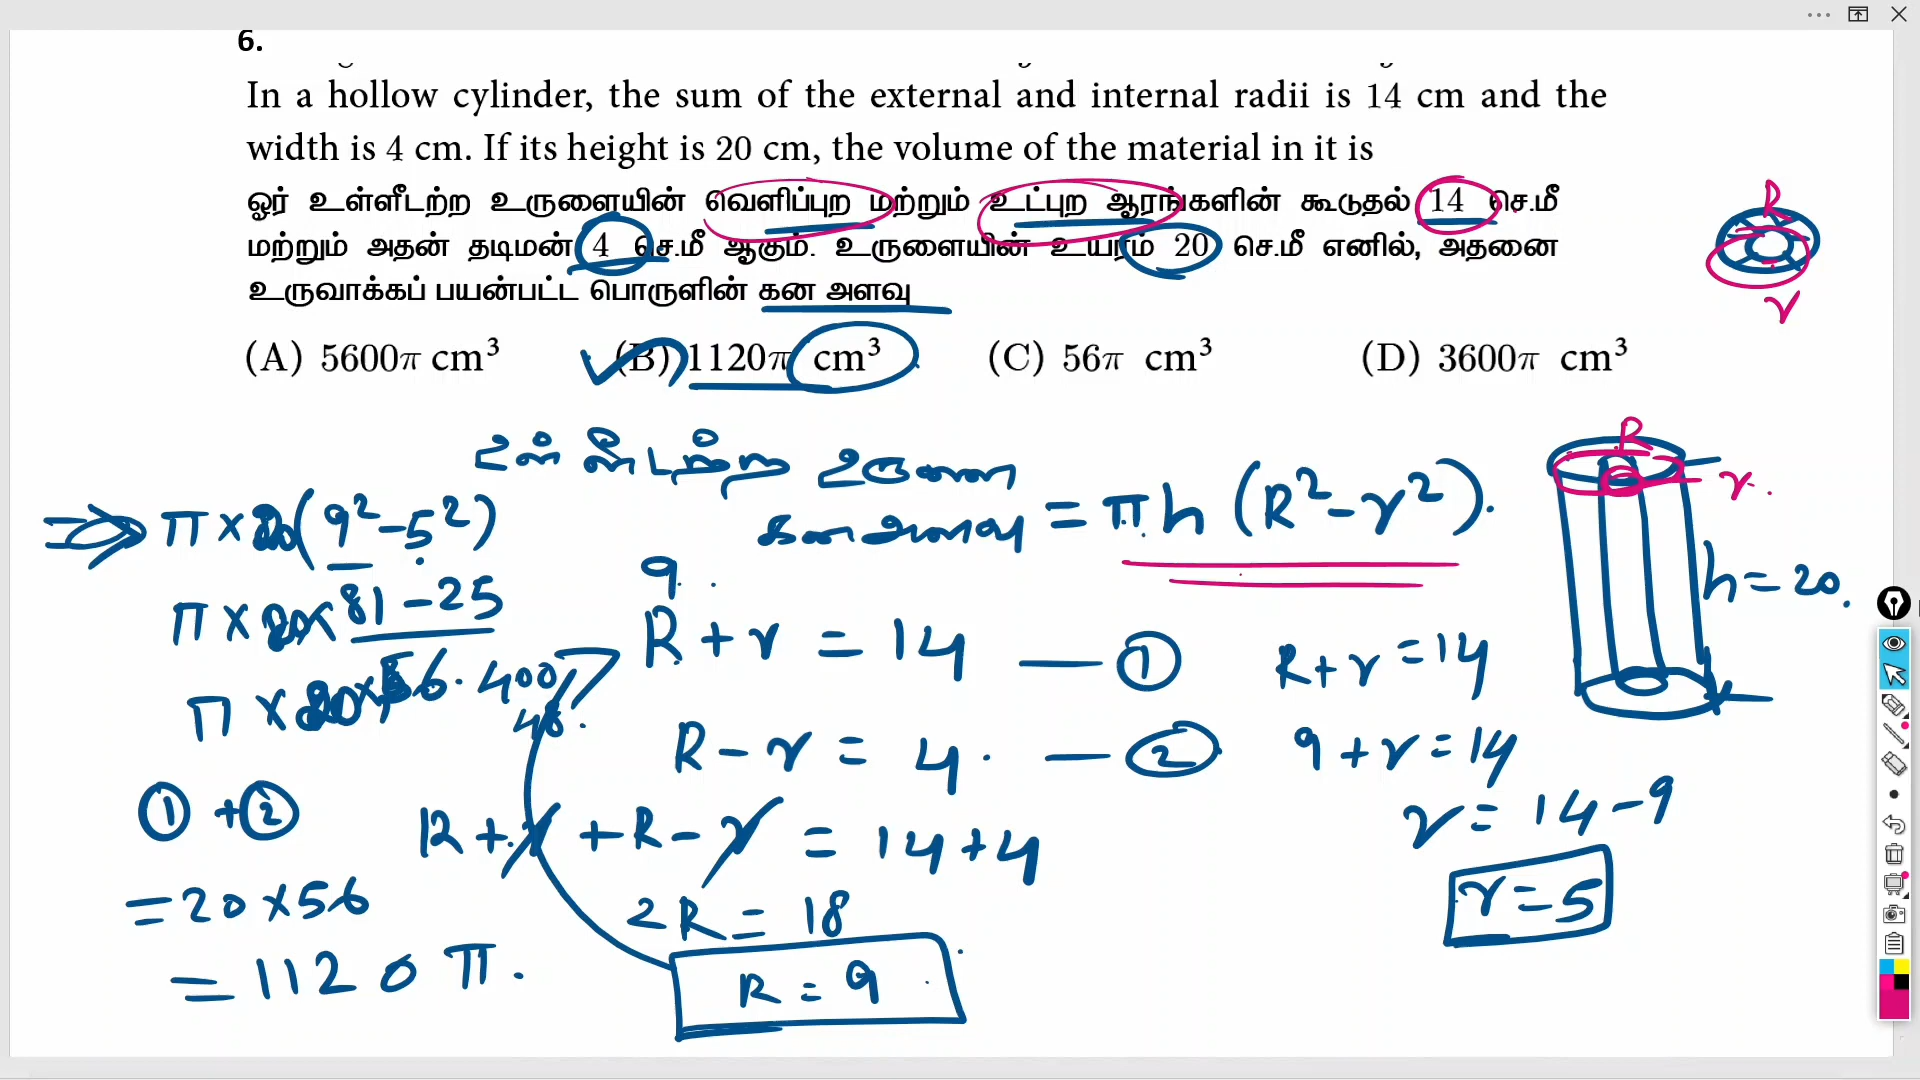 6.
In a hollow cylinder, the sum of the external and internal radii is 14 cm and the
width is 4 cm. If its height is 20 cm, the volume of the material in it is
ஓர் உள்ளீடற்ற உருளையின் வெளிப்புற மற்றும் உட்புற ஆரங்களின் கூடுதல் 14 செ.மீ
மற்றும் அதன் தடிமன் 4 செ.மீ ஆகும். உருளையின் உயரம் 20 செ.மீ எனில், அதனை
உருவாக்கப் பயன்பட்ட பொருளின் கன அளவு
(A) 5600π cm³ (B) 1120π cm³ (C) 56π cm³ (D) 3600π cm³
R
r
உள்ளீடற்ற உருளை
கனஅளவு = πh (R²-r²).
R
r.
h=20.
π×20(9²-5²)
π×20×81-25
π×20×56.
400
9
R+r = 14 — ①
R-r = 4. — ②
R+r=14
9+r=14
r=14-9
r=5
①+②
R+r+R-r = 14+4
2R = 18
R = 9
=20×56
=1120π.